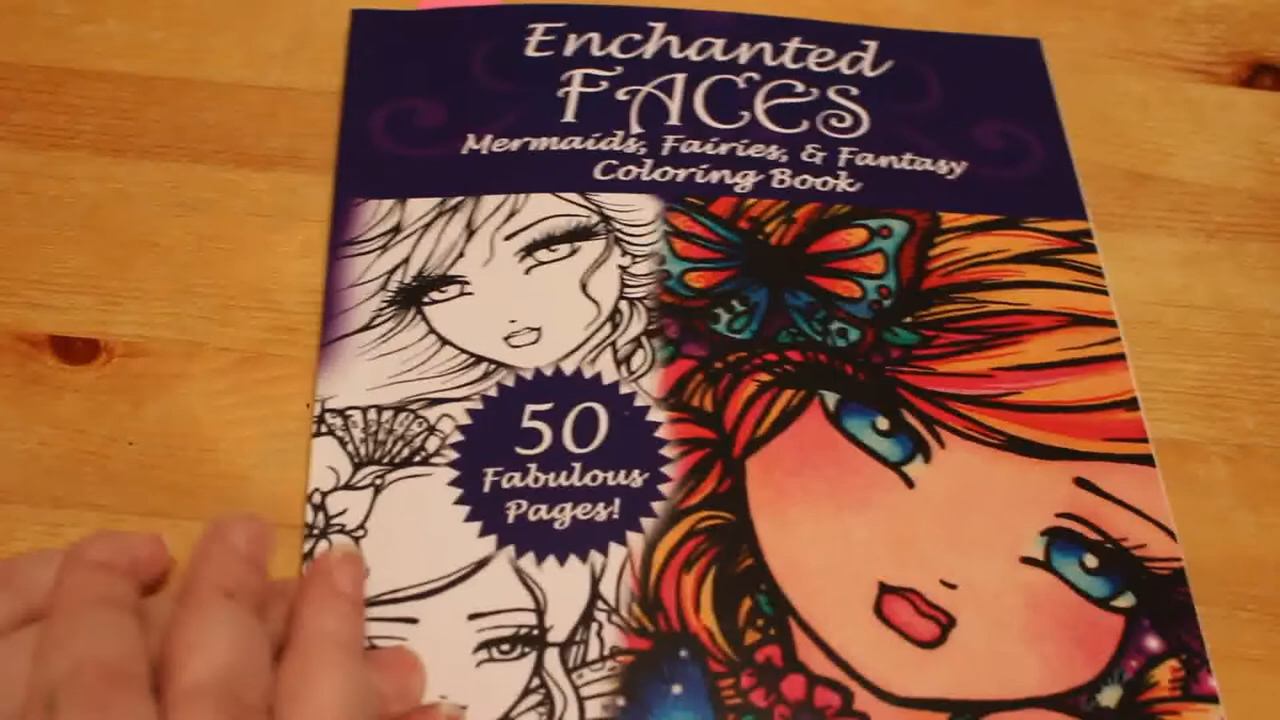 Enchanted
FACES
Mermaids, Fairies, & Fantasy
Coloring Book
50
Fabulous
Pages!